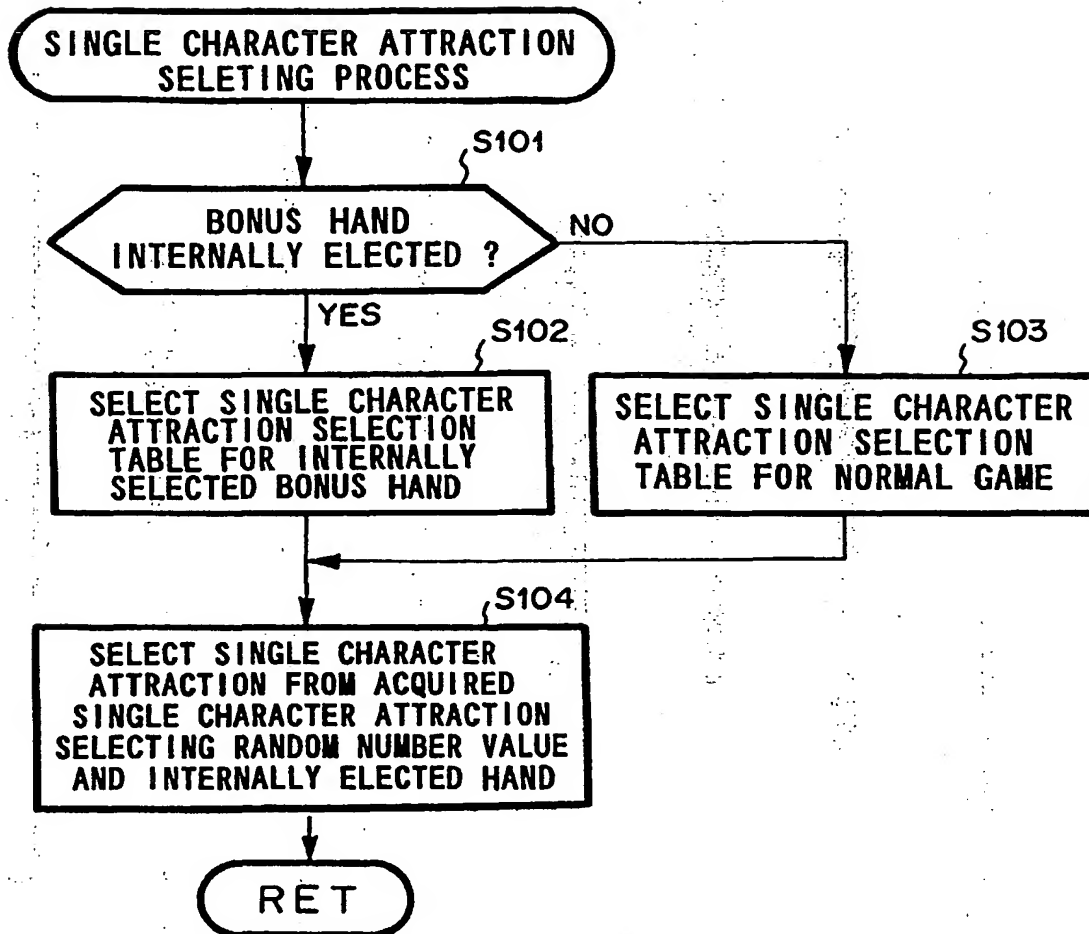 SINGLE CHARACTER ATTRACTION
SELETING PROCESS
S101
BONUS HAND
INTERNALLY ELECTED ?
NO
YES
S102
SELECT SINGLE CHARACTER
ATTRACTION SELECTION
TABLE FOR INTERNALLY
SELECTED BONUS HAND
S103
SELECT SINGLE CHARACTER
ATTRACTION SELECTION
TABLE FOR NORMAL GAME
S104
SELECT SINGLE CHARACTER
ATTRACTION FROM ACQUIRED
SINGLE CHARACTER ATTRACTION
SELECTING RANDOM NUMBER VALUE
AND INTERNALLY ELECTED HAND
RET